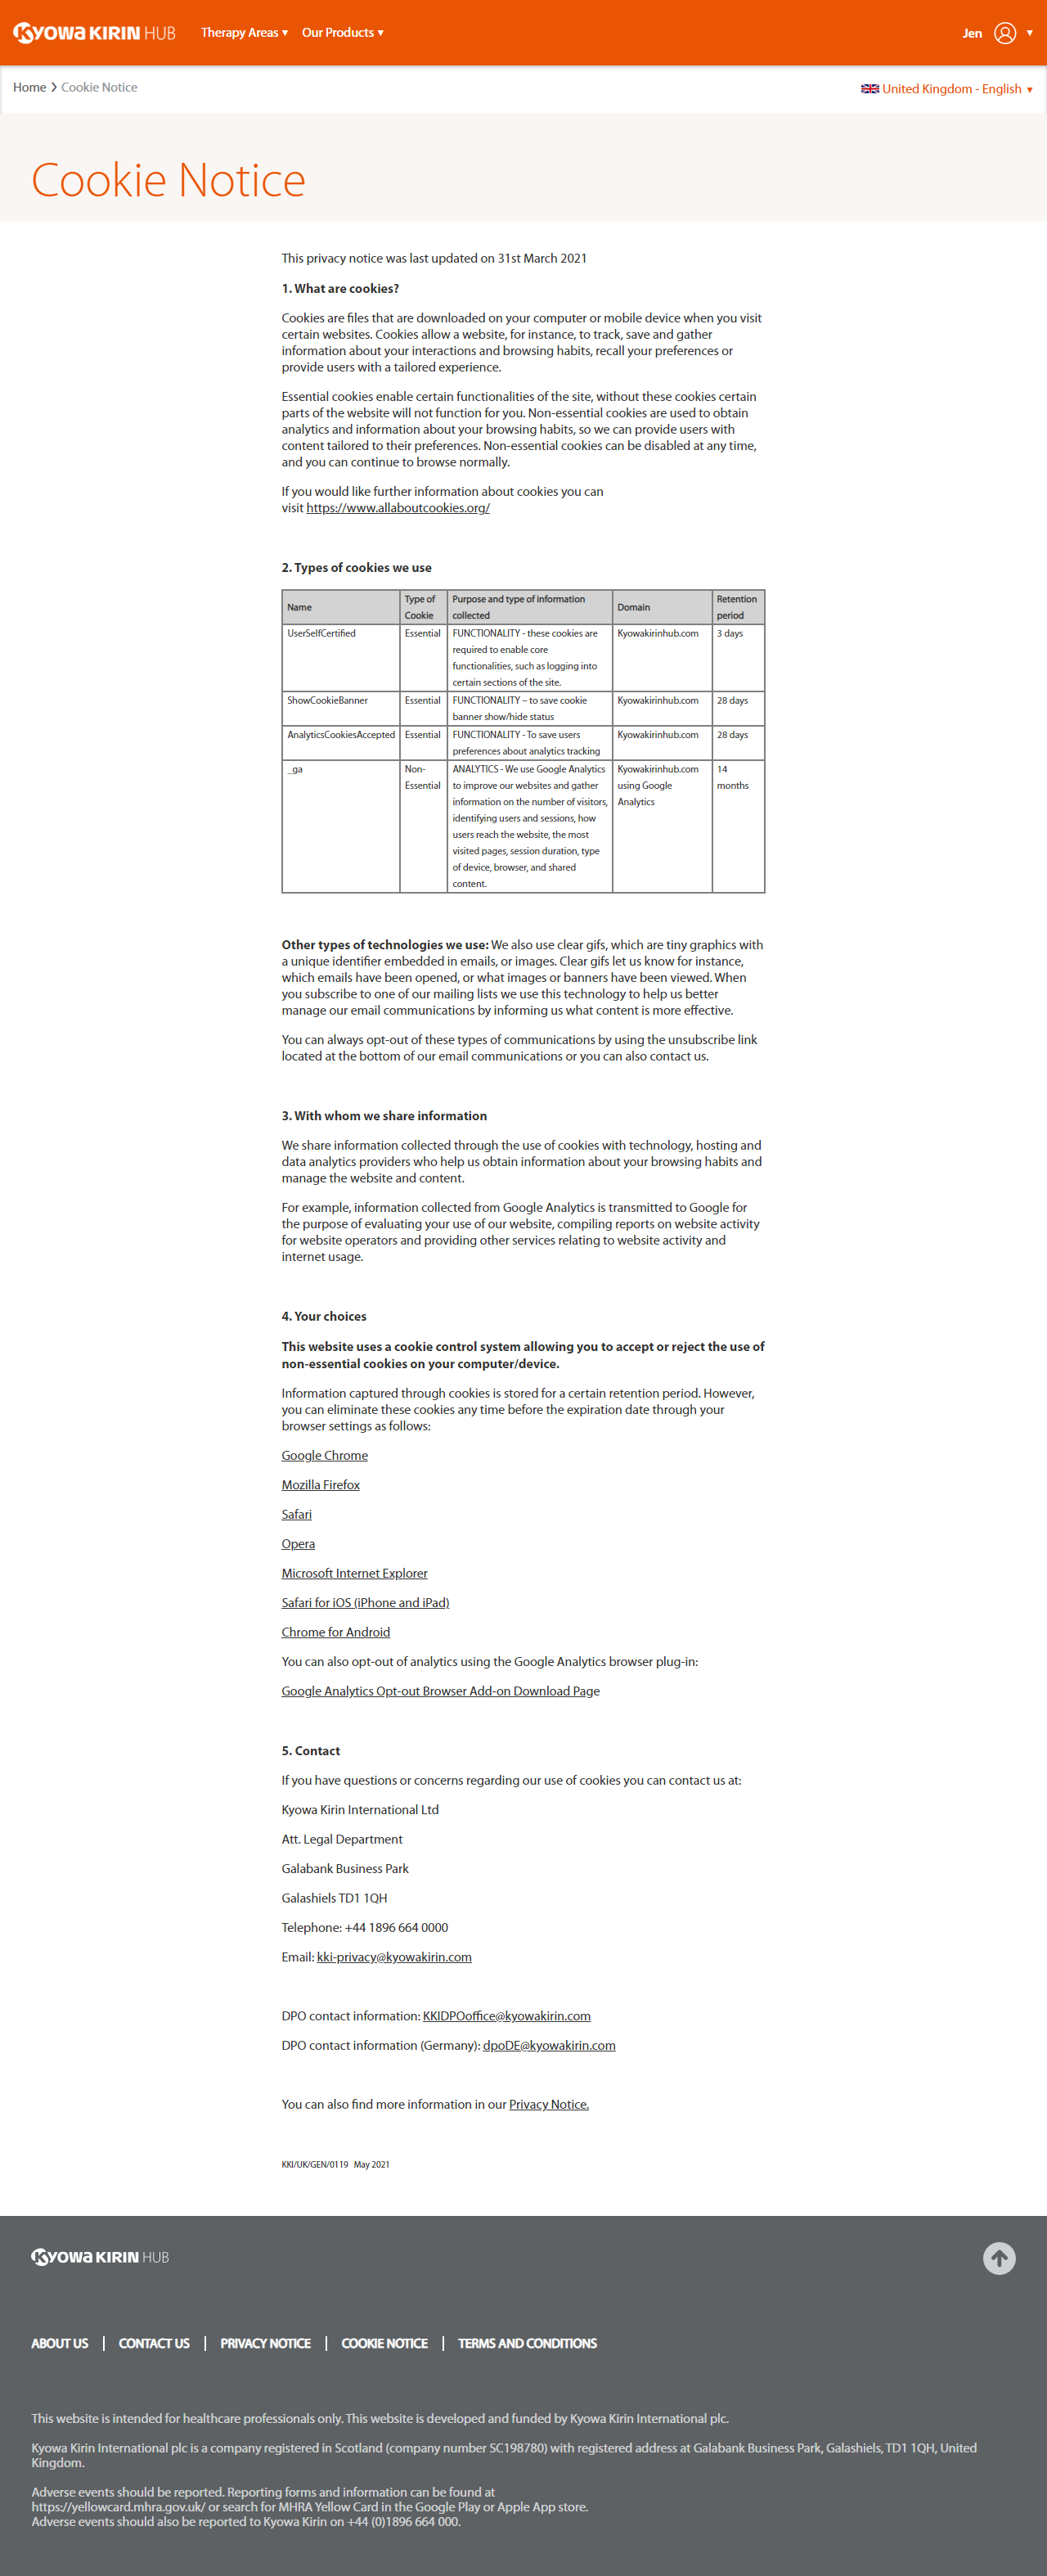 KYOWA KIRIN HUB
Therapy Areas ▼ Our Products ▼
Jen ▼
Home > Cookie Notice
United Kingdom - English ▼
Cookie Notice
This privacy notice was last updated on 31st March 2021
1. What are cookies?
Cookies are files that are downloaded on your computer or mobile device when you visit
certain websites. Cookies allow a website, for instance, to track, save and gather
information about your interactions and browsing habits, recall your preferences or
provide users with a tailored experience.
Essential cookies enable certain functionalities of the site, without these cookies certain
parts of the website will not function for you. Non-essential cookies are used to obtain
analytics and information about your browsing habits, so we can provide users with
content tailored to their preferences. Non-essential cookies can be disabled at any time,
and you can continue to browse normally.
If you would like further information about cookies you can
visit https://www.allaboutcookies.org/
2. Types of cookies we use
Name
Type of
Cookie
Purpose and type of information
collected
Domain
Retention
period
UserSelfCertified
Essential
FUNCTIONALITY - these cookies are
required to enable core
functionalities, such as logging into
certain sections of the site.
Kyowakirinhub.com
3 days
ShowCookieBanner
Essential
FUNCTIONALITY – to save cookie
banner show/hide status
Kyowakirinhub.com
28 days
AnalyticsCookiesAccepted
Essential
FUNCTIONALITY - To save users
preferences about analytics tracking
Kyowakirinhub.com
28 days
_ga
Non-
Essential
ANALYTICS - We use Google Analytics
to improve our websites and gather
information on the number of visitors,
identifying users and sessions, how
users reach the website, the most
visited pages, session duration, type
of device, browser, and shared
content.
Kyowakirinhub.com
using Google
Analytics
14
months
Other types of technologies we use: We also use clear gifs, which are tiny graphics with
a unique identifier embedded in emails, or images. Clear gifs let us know for instance,
which emails have been opened, or what images or banners have been viewed. When
you subscribe to one of our mailing lists we use this technology to help us better
manage our email communications by informing us what content is more effective.
You can always opt-out of these types of communications by using the unsubscribe link
located at the bottom of our email communications or you can also contact us.
3. With whom we share information
We share information collected through the use of cookies with technology, hosting and
data analytics providers who help us obtain information about your browsing habits and
manage the website and content.
For example, information collected from Google Analytics is transmitted to Google for
the purpose of evaluating your use of our website, compiling reports on website activity
for website operators and providing other services relating to website activity and
internet usage.
4. Your choices
This website uses a cookie control system allowing you to accept or reject the use of
non-essential cookies on your computer/device.
Information captured through cookies is stored for a certain retention period. However,
you can eliminate these cookies any time before the expiration date through your
browser settings as follows:
Google Chrome
Mozilla Firefox
Safari
Opera
Microsoft Internet Explorer
Safari for iOS (iPhone and iPad)
Chrome for Android
You can also opt-out of analytics using the Google Analytics browser plug-in:
Google Analytics Opt-out Browser Add-on Download Page
5. Contact
If you have questions or concerns regarding our use of cookies you can contact us at:
Kyowa Kirin International Ltd
Att. Legal Department
Galabank Business Park
Galashiels TD1 1QH
Telephone: +44 1896 664 0000
Email: kki-privacy@kyowakirin.com
DPO contact information: KKIDPOoffice@kyowakirin.com
DPO contact information (Germany): dpoDE@kyowakirin.com
You can also find more information in our Privacy Notice.
KKI/UK/GEN/0119 May 2021
KYOWA KIRIN HUB
ABOUT US | CONTACT US | PRIVACY NOTICE | COOKIE NOTICE | TERMS AND CONDITIONS
This website is intended for healthcare professionals only. This website is developed and funded by Kyowa Kirin International plc.
Kyowa Kirin International plc is a company registered in Scotland (company number SC198780) with registered address at Galabank Business Park, Galashiels, TD1 1QH, United
Kingdom.
Adverse events should be reported. Reporting forms and information can be found at
https://yellowcard.mhra.gov.uk/ or search for MHRA Yellow Card in the Google Play or Apple App store.
Adverse events should also be reported to Kyowa Kirin on +44 (0)1896 664 000.